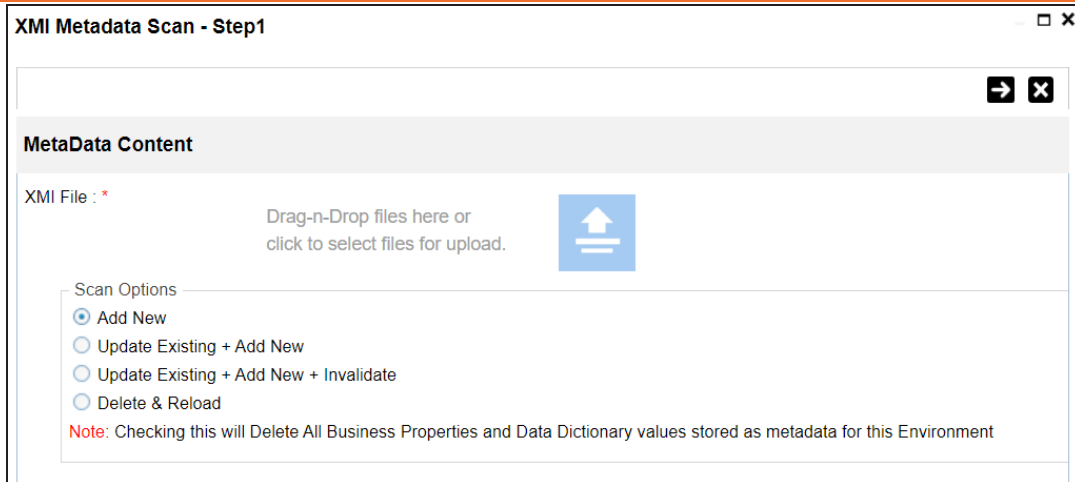 XMI Metadata Scan - Step1
MetaData Content
XMI File : *
Drag-n-Drop files here or
click to select files for upload.
Scan Options
Add New
Update Existing + Add New
Update Existing + Add New + Invalidate
Delete & Reload
Note: Checking this will Delete All Business Properties and Data Dictionary values stored as metadata for this Environment